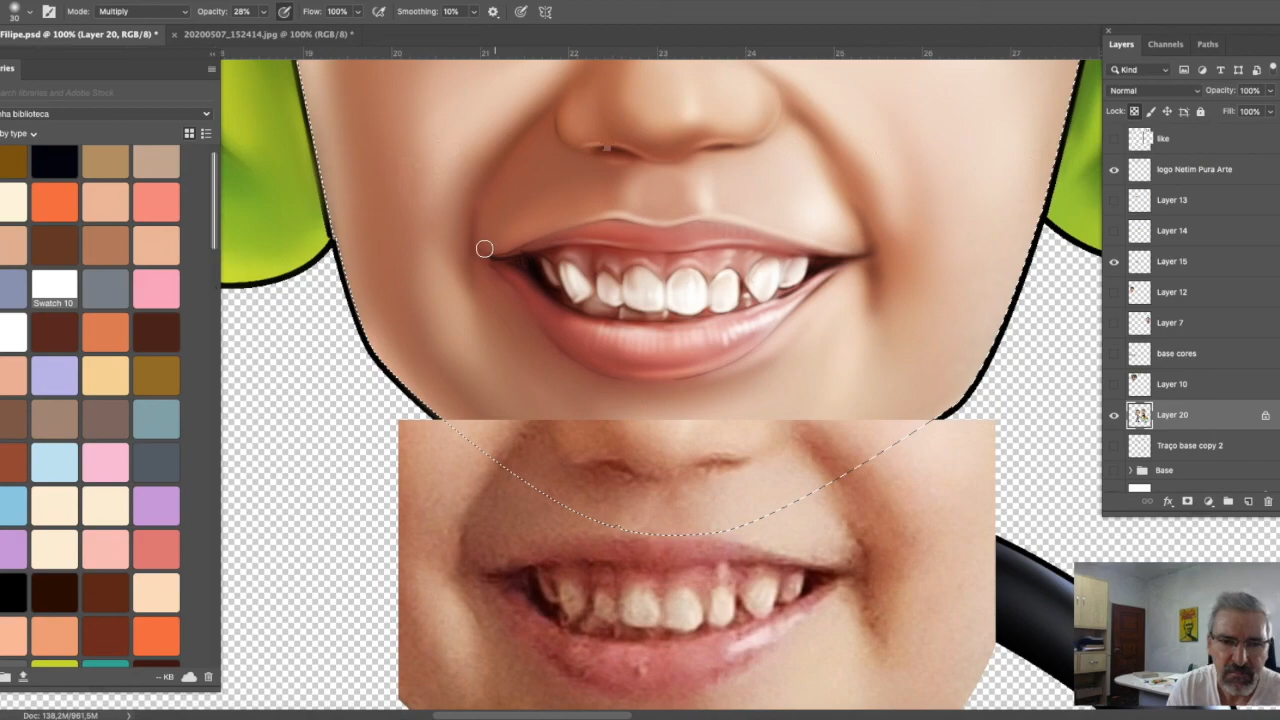 30 Mode: Multiply Opacity: 28% Flow: 100% Smoothing: 10%
Filipe.psd @ 100% (Layer 20, RGB/8) * × 20200507_152414.jpg @ 100% (RGB/8) *
19 21 22 23 24 25 26 27
ries
arch libraries and Adobe Stock
nha biblioteca
by type
Swatch 10
-- KB
Layers Channels Paths
Kind
Normal Opacity: 100%
Lock: Fill: 100%
like
logo Netim Pura Arte
Layer 13
Layer 14
Layer 15
Layer 12
Layer 7
base cores
Layer 10
Layer 20
Traço base copy 2
Base
fx
Doc: 138,2M/961,5M